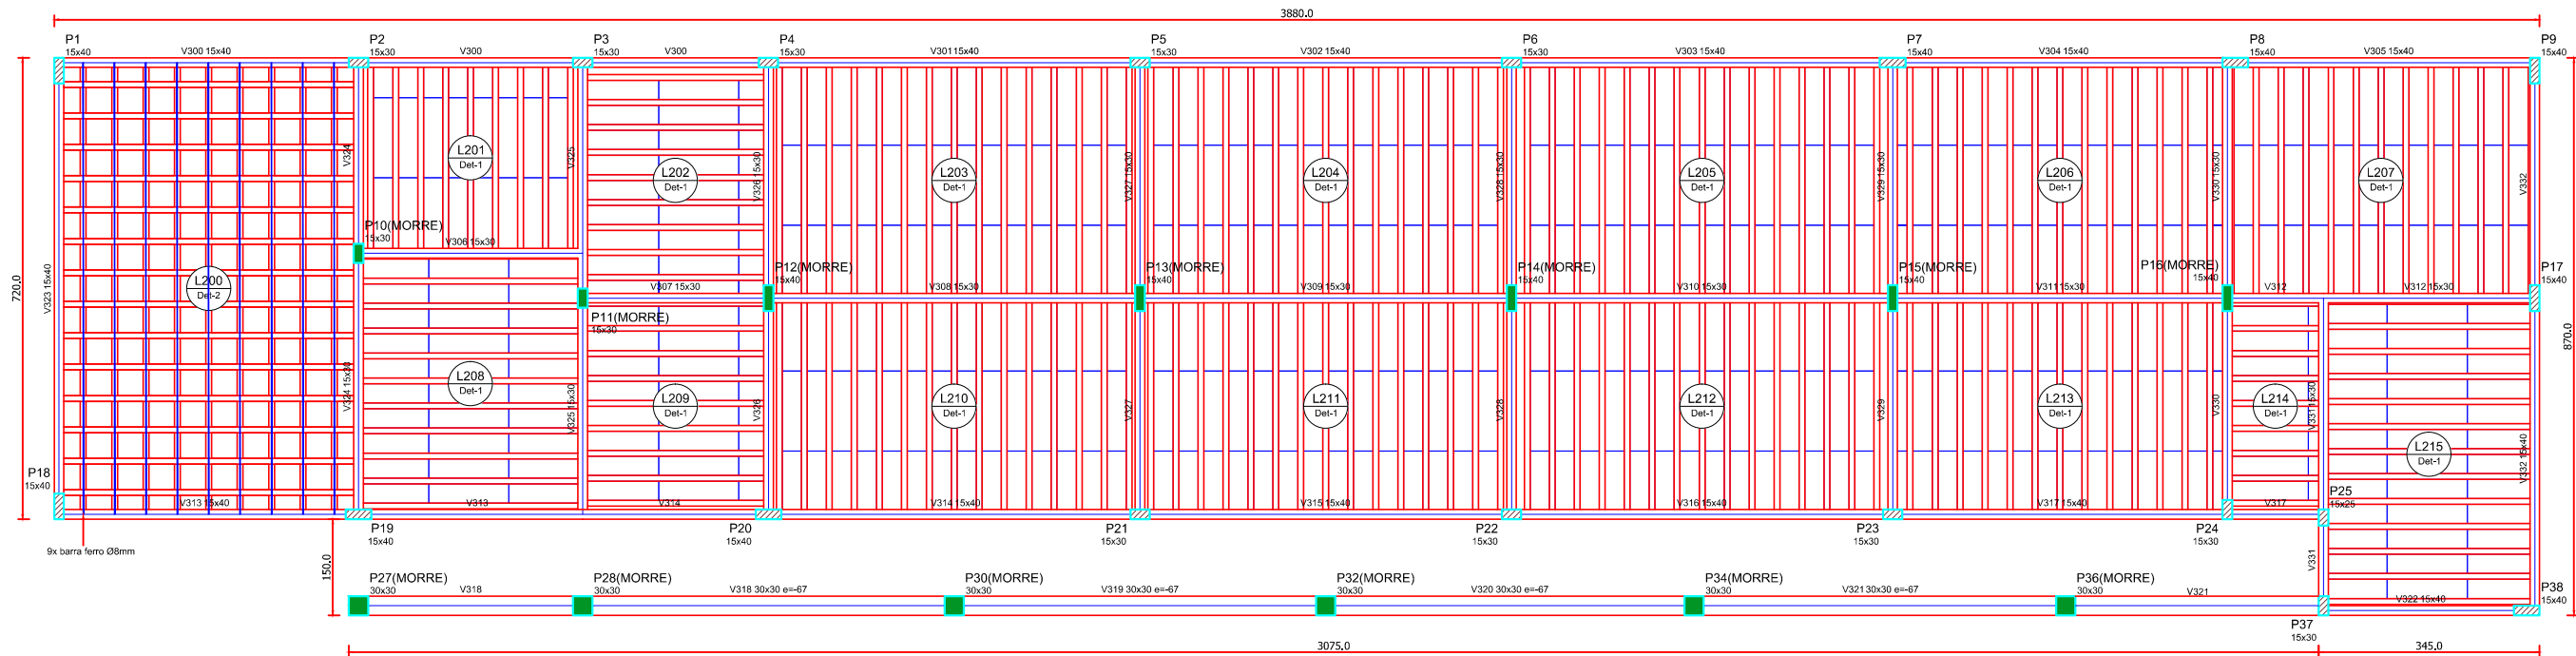 3880.0
P1
15x40
V300 15x40
P2
15x30
V300
P3
15x30
V300
P4
15x30
V301 15x40
P5
15x30
V302 15x40
P6
15x30
V303 15x40
P7
15x40
V304 15x40
P8
15x40
V305 15x40
P9
15x40
720.0
V323 15x40
V324
L201
Det-1
V325
L202
Det-1
V326 15x30
L203
Det-1
V327 15x30
L204
Det-1
V328 15x30
L205
Det-1
V329 15x30
L206
Det-1
V330 15x30
L207
Det-1
V332
P10(MORRE)
15x30
V306 15x30
L200
Det-2
P11(MORRE)
15x30
V307 15x30
P12(MORRE)
15x40
V308 15x30
P13(MORRE)
15x40
V309 15x30
P14(MORRE)
15x40
V310 15x30
P15(MORRE)
15x40
V311 15x30
P16(MORRE)
15x40
V312
V312 15x30
P17
15x40
870.0
V324 15x30
L208
Det-1
V325 15x30
L209
Det-1
V326
L210
Det-1
V327
L211
Det-1
V328
L212
Det-1
V329
L213
Det-1
V330
L214
Det-1
V331 15x30
L215
Det-1
V332 15x40
P18
15x40
V313 15x40
V313
V314
V314 15x40
V315 15x40
V316 15x40
V317 15x40
V317
P25
15x25
P19
15x40
P20
15x40
P21
15x30
P22
15x30
P23
15x30
P24
15x30
9x barra ferro Ø8mm
150.0
V331
P27(MORRE)
30x30
V318
P28(MORRE)
30x30
V318 30x30 e=-67
P30(MORRE)
30x30
V319 30x30 e=-67
P32(MORRE)
30x30
V320 30x30 e=-67
P34(MORRE)
30x30
V321 30x30 e=-67
P36(MORRE)
30x30
V321
V322 15x40
P38
15x40
P37
15x30
3075.0
345.0